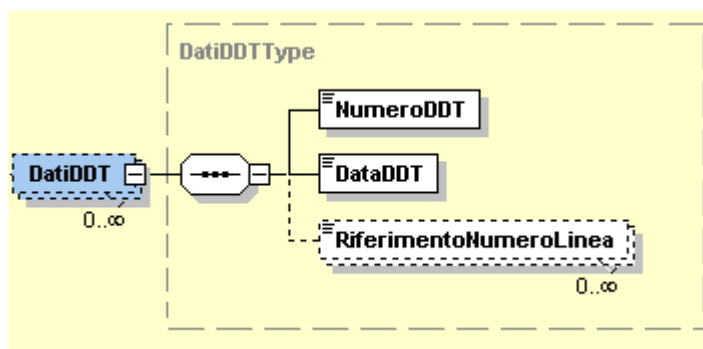 DatiDDTType
NumeroDDT
DatiDDT
DataDDT
0..∞
RiferimentoNumeroLinea
0..∞